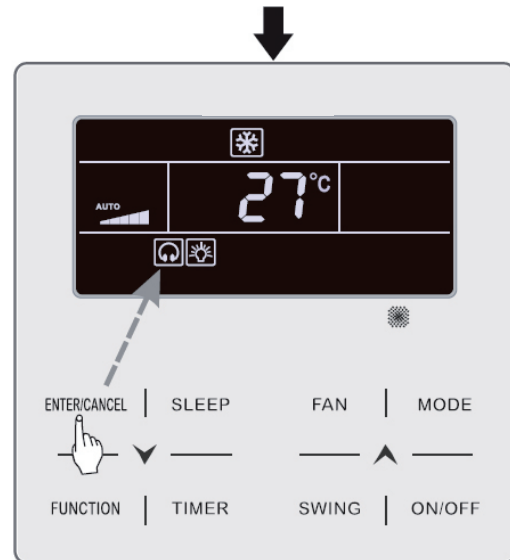 27°C
AUTO
ENTER/CANCEL SLEEP FAN MODE
FUNCTION TIMER SWING ON/OFF